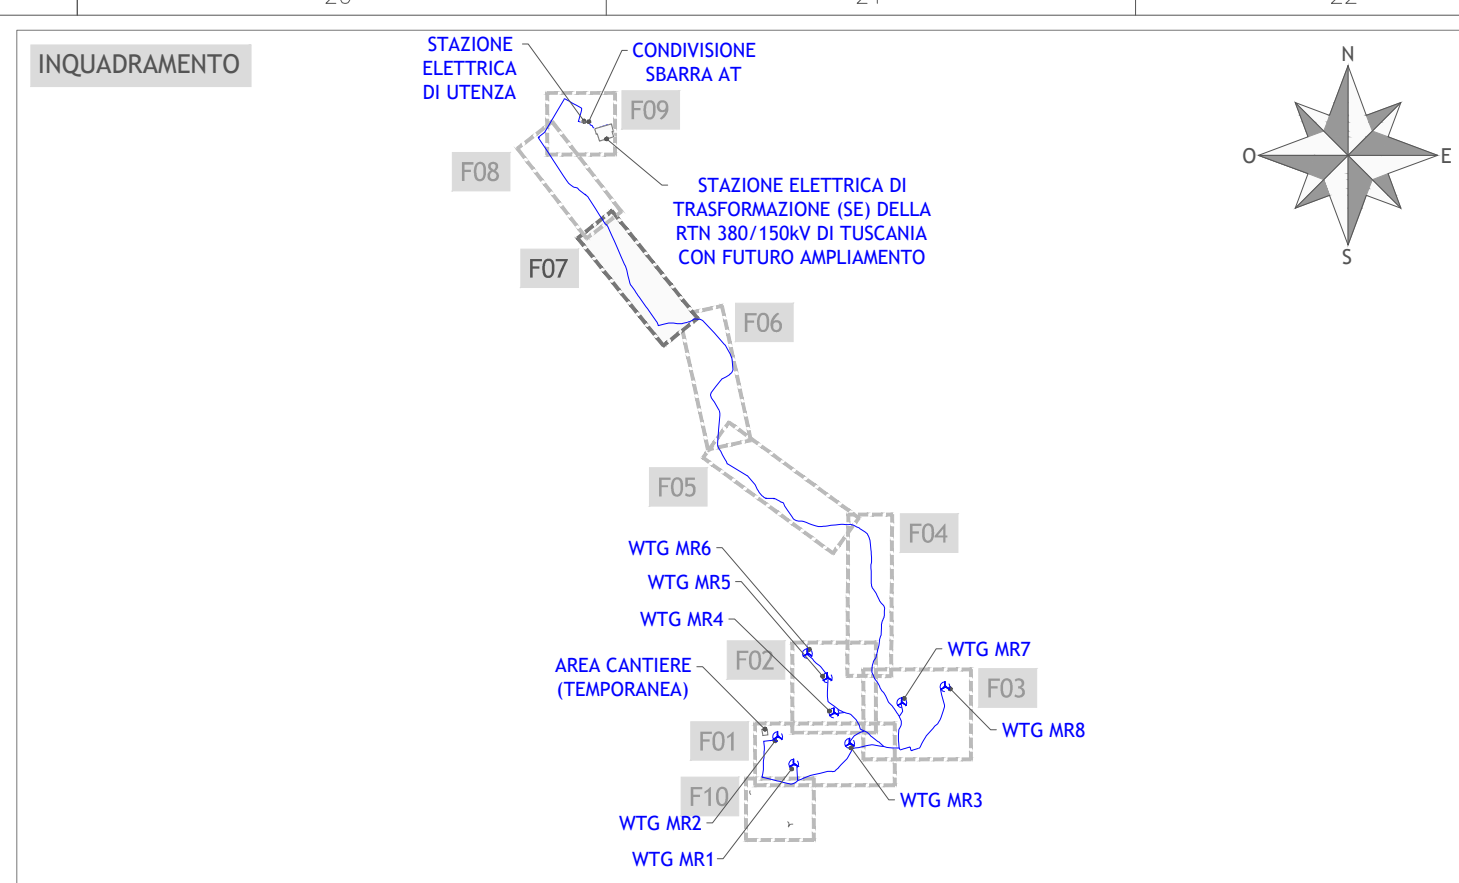 INQUADRAMENTO
STAZIONE
ELETTRICA
DI UTENZA
CONDIVISIONE
SBARRA AT
N
O
E
S
F09
F08
STAZIONE ELETTRICA DI
TRASFORMAZIONE (SE) DELLA
RTN 380/150kV DI TUSCANIA
CON FUTURO AMPLIAMENTO
F07
F06
F05
F04
WTG MR6
WTG MR5
WTG MR4
AREA CANTIERE
(TEMPORANEA)
F02
WTG MR7
F03
WTG MR8
F01
F10
WTG MR3
WTG MR2
WTG MR1